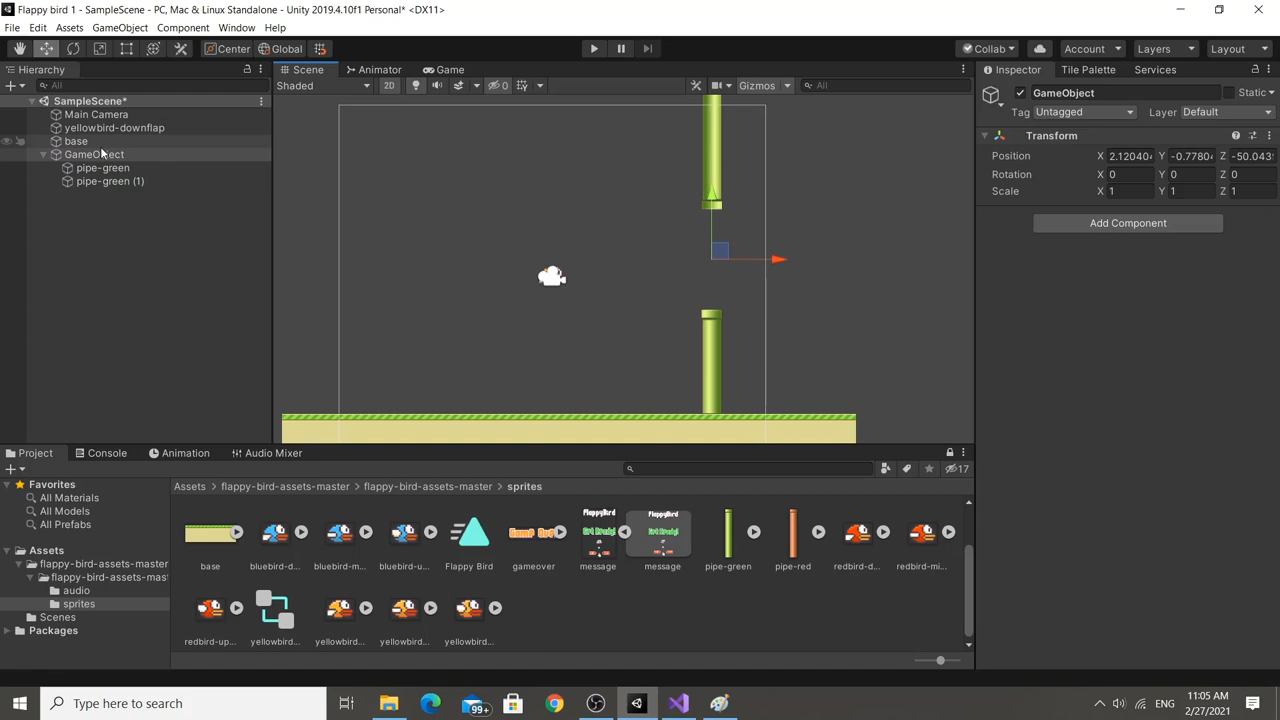 Flappy bird 1 - SampleScene - PC, Mac & Linux Standalone - Unity 2019.4.10f1 Personal* <DX11>
File Edit Assets GameObject Component Window Help
Center Global Collab Account Layers Layout
Hierarchy
All
SampleScene*
Main Camera
yellowbird-downflap
base
GameObject
pipe-green
pipe-green (1)
Scene Animator Game
Shaded 2D 0 Gizmos All
Inspector Tile Palette Services
GameObject Static
Tag Untagged Layer Default
Transform
Position X 2.12040 Y -0.7780 Z -50.043
Rotation X 0 Y 0 Z 0
Scale X 1 Y 1 Z 1
Add Component
Project Console Animation Audio Mixer
17
Favorites
All Materials
All Models
All Prefabs
Assets
flappy-bird-assets-master
flappy-bird-assets-mas
audio
sprites
Scenes
Packages
Assets flappy-bird-assets-master flappy-bird-assets-master sprites
FlappyBird FlappyBird
base bluebird-d... bluebird-m... bluebird-u... Flappy Bird gameover message message pipe-green pipe-red redbird-do... redbird-mi...
redbird-up... yellowbird... yellowbird... yellowbird... yellowbird...
Type here to search
99+
11:05 AM
2/27/2021